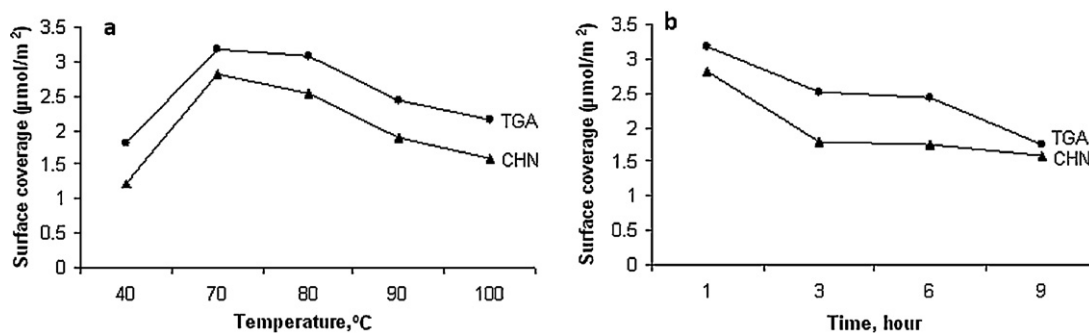 a
Surface coverage (µmol/m²)
3.5
3
2.5
2
1.5
1
0.5
0
TGA
CHN
40 70 80 90 100
Temperature,ºC
b
Surface coverage (µmol/m²)
3.5
3
2.5
2
1.5
1
0.5
0
TGA
CHN
1 3 6 9
Time, hour